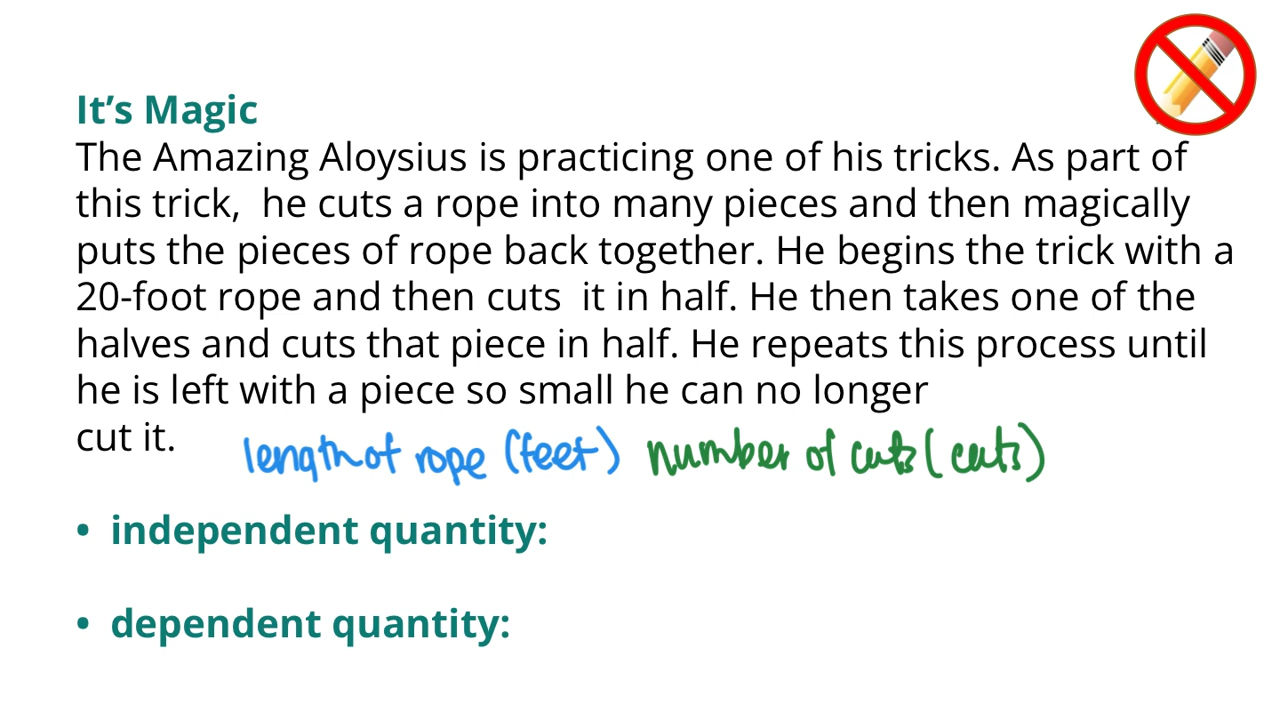 It’s Magic
The Amazing Aloysius is practicing one of his tricks. As part of
this trick,  he cuts a rope into many pieces and then magically
puts the pieces of rope back together. He begins the trick with a
20-foot rope and then cuts  it in half. He then takes one of the
halves and cuts that piece in half. He repeats this process until
he is left with a piece so small he can no longer
cut it.
length of rope (feet) number of cuts (cuts)
• independent quantity:
• dependent quantity: